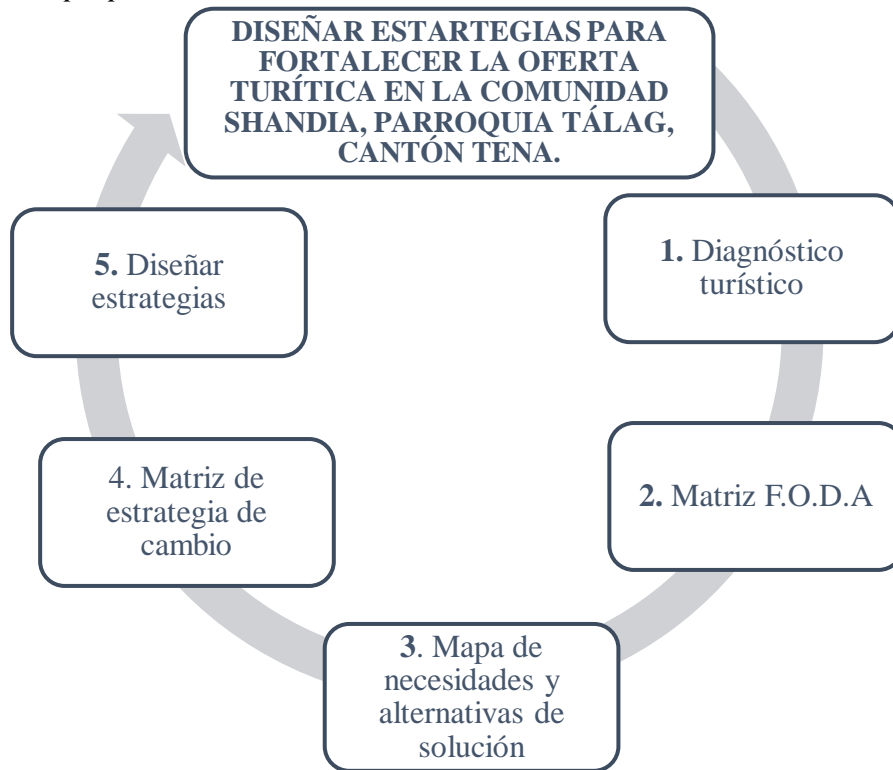 DISEÑAR ESTARTEGIAS PARA
FORTALECER LA OFERTA
TURÍTICA EN LA COMUNIDAD
SHANDIA, PARROQUIA TÁLAG,
CANTÓN TENA.
1. Diagnóstico
turístico
2. Matriz F.O.D.A
3. Mapa de
necesidades y
alternativas de
solución
4. Matriz de
estrategia de
cambio
5. Diseñar
estrategias